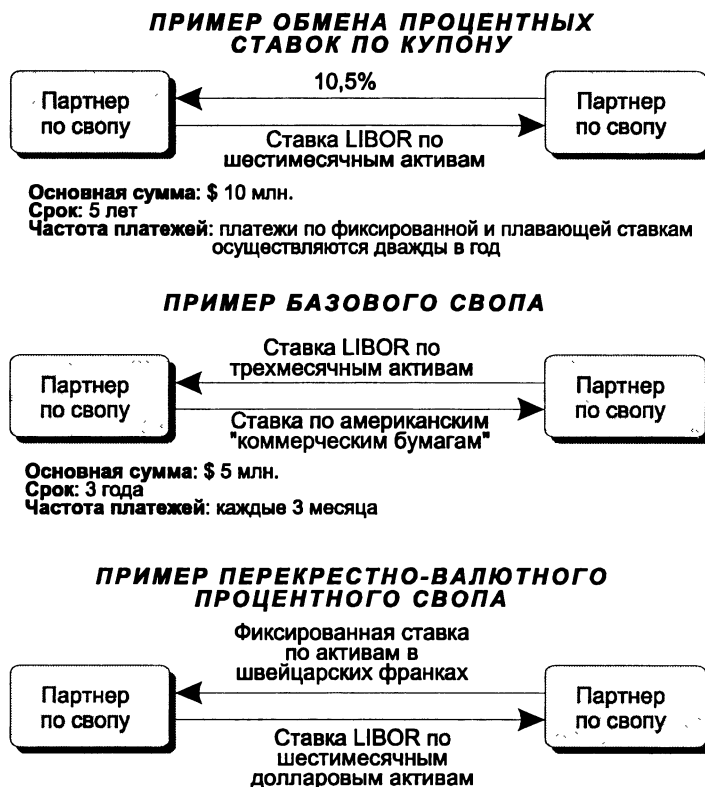 ПРИМЕР ОБМЕНА ПРОЦЕНТНЫХ
СТАВОК ПО КУПОНУ
Партнер
по свопу
10,5%
Ставка LIBOR по
шестимесячным активам
Партнер
по свопу
Основная сумма: $ 10 млн.
Срок: 5 лет
Частота платежей: платежи по фиксированной и плавающей ставкам
осуществляются дважды в год
ПРИМЕР БАЗОВОГО СВОПА
Партнер
по свопу
Ставка LIBOR по
трехмесячным активам
Ставка по американским
"коммерческим бумагам"
Партнер
по свопу
Основная сумма: $ 5 млн.
Срок: 3 года
Частота платежей: каждые 3 месяца
ПРИМЕР ПЕРЕКРЕСТНО-ВАЛЮТНОГО
ПРОЦЕНТНОГО СВОПА
Партнер
по свопу
Фиксированная ставка
по активам в
швейцарских франках
Ставка LIBOR по
шестимесячным
долларовым активам
Партнер
по свопу